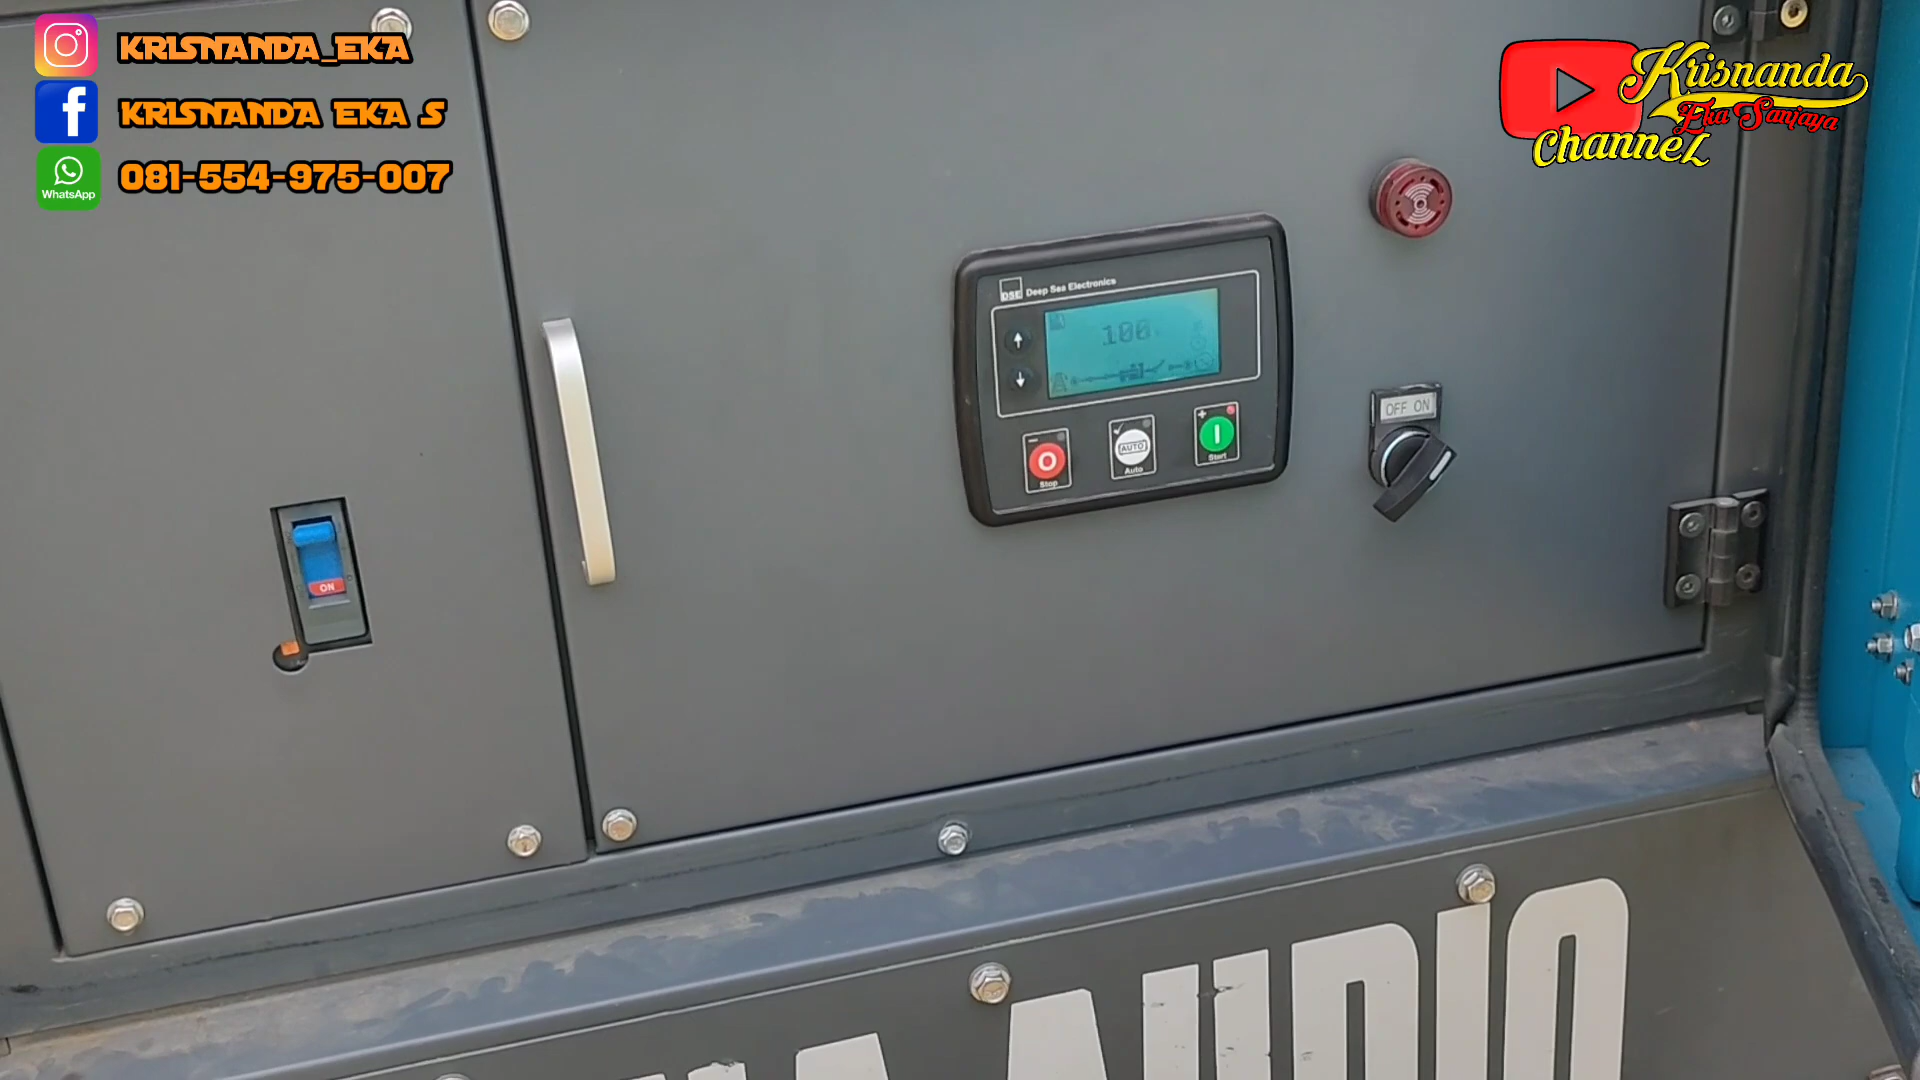 KRISNANDA_EKA
KRISNANDA EKA S
WhatsApp
081-554-975-007
Krisnanda
Eka Sanjaya
Channel
DSE Deep Sea Electronics
100
Stop
AUTO
Auto
Start
OFF ON
ON
AUDIO